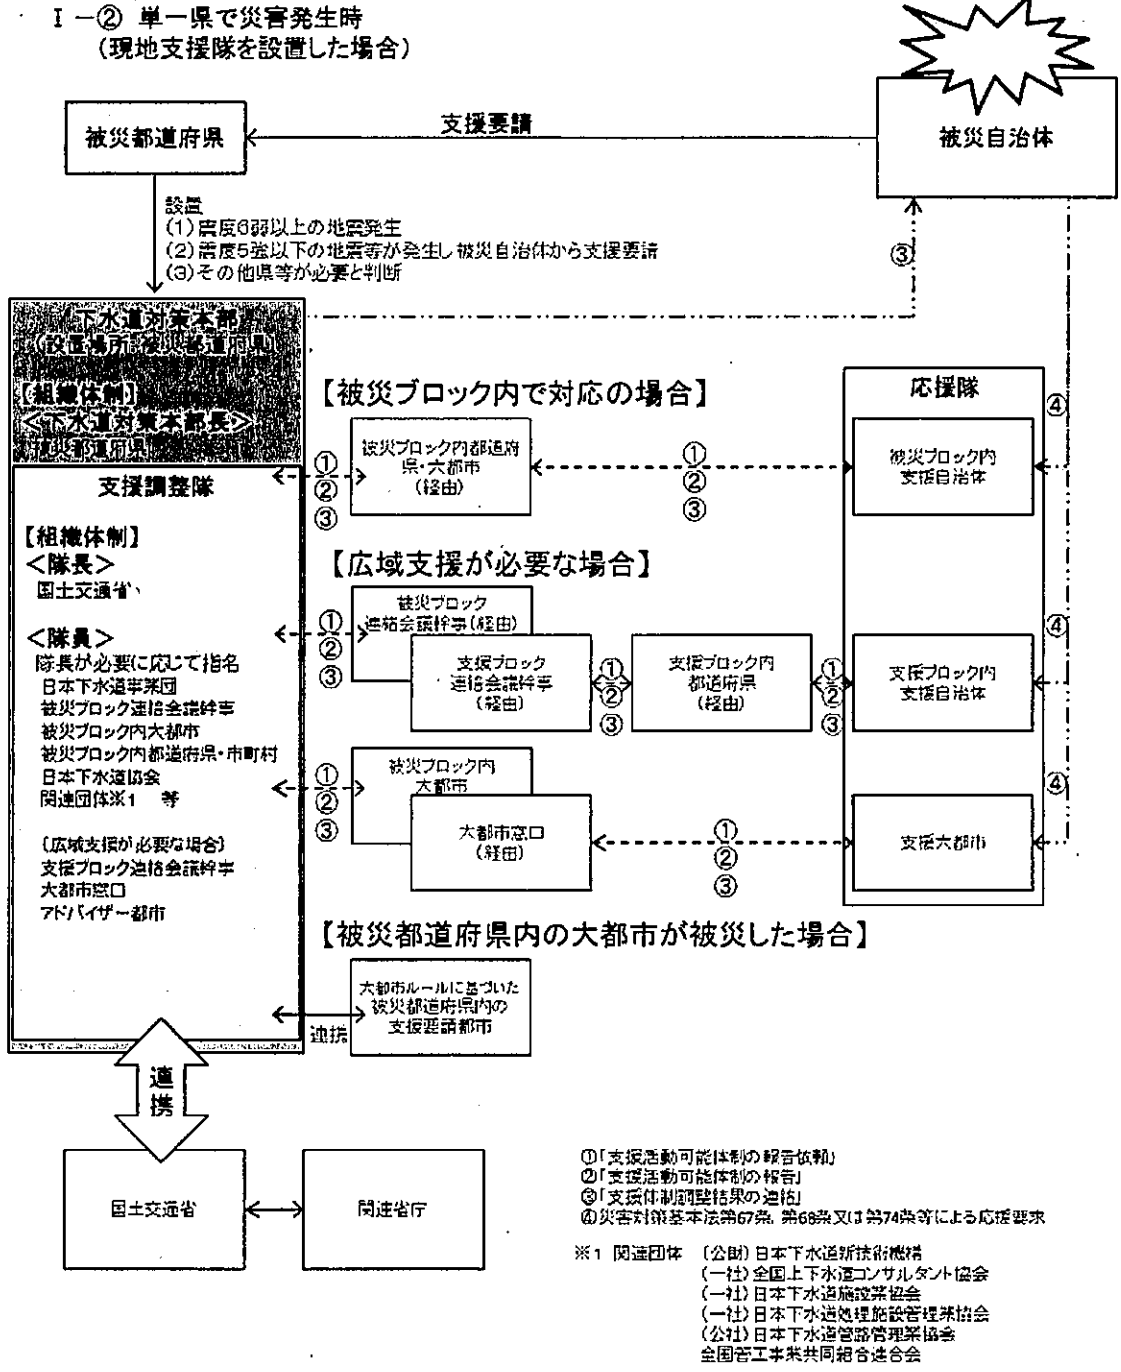 Ⅰ－② 単一県で災害発生時
（現地支援隊を設置した場合）
被災都道府県
支援要請
被災自治体
設置
(1)震度6弱以上の地震発生
(2)震度5強以下の地震等が発生し被災自治体から支援要請
(3)その他県等が必要と判断
③
下水道対策本部
（設置場所:被災都道府県）
【組織体制】
＜下水道対策本部長＞
被災都道府県
支援調整隊
【組織体制】
＜隊長＞
国土交通省
＜隊員＞
隊長が必要に応じて指名
日本下水道事業団
被災ブロック連絡会議幹事
被災ブロック内大都市
被災ブロック内都道府県・市町村
日本下水道協会
関連団体※1 等
（広域支援が必要な場合）
支援ブロック連絡会議幹事
大都市窓口
アドバイザー都市
【被災ブロック内で対応の場合】
①
②
③
被災ブロック内都道府
県・大都市
（経由）
①
②
③
応援隊
④
被災ブロック内
支援自治体
【広域支援が必要な場合】
①
②
③
被災ブロック
連絡会議幹事（経由）
支援ブロック
連絡会議幹事
（経由）
①
②
③
支援ブロック内
都道府県
（経由）
①
②
③
④
支援ブロック内
支援自治体
①
②
③
被災ブロック内
大都市
大都市窓口
（経由）
①
②
③
④
支援大都市
【被災都道府県内の大都市が被災した場合】
連携
大都市ルールに基づいた
被災都道府県内の
支援要請都市
連携
国土交通省
関連省庁
①「支援活動可能体制の報告依頼」
②「支援活動可能体制の報告」
③「支援体制調整結果の連絡」
④災害対策基本法第67条、第68条又は第74条等による応援要求
※1 関連団体 （公財）日本下水道新技術機構
（一社）全国上下水道コンサルタント協会
（一社）日本下水道施設業協会
（一社）日本下水道処理施設管理業協会
（公社）日本下水道管路管理業協会
全国管工事業共同組合連合会